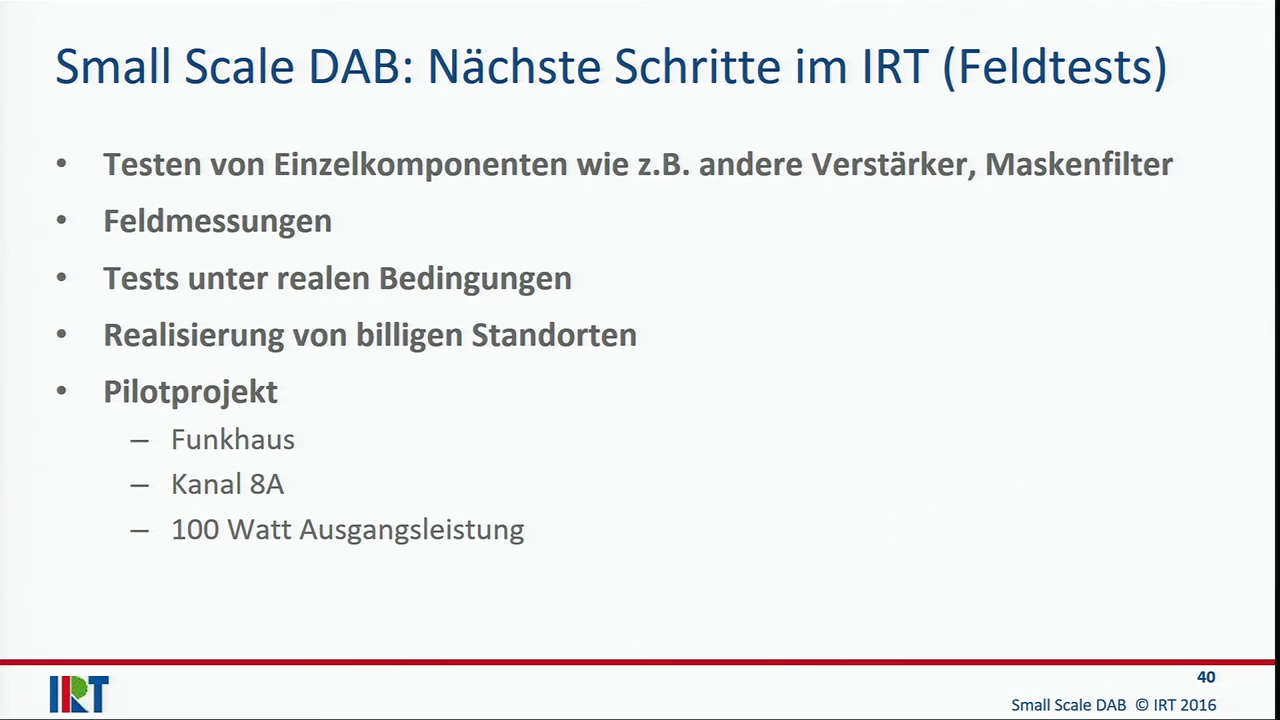 Small Scale DAB: Nächste Schritte im IRT (Feldtests)
• Testen von Einzelkomponenten wie z.B. andere Verstärker, Maskenfilter
• Feldmessungen
• Tests unter realen Bedingungen
• Realisierung von billigen Standorten
• Pilotprojekt
– Funkhaus
– Kanal 8A
– 100 Watt Ausgangsleistung
IRT
40
Small Scale DAB © IRT 2016